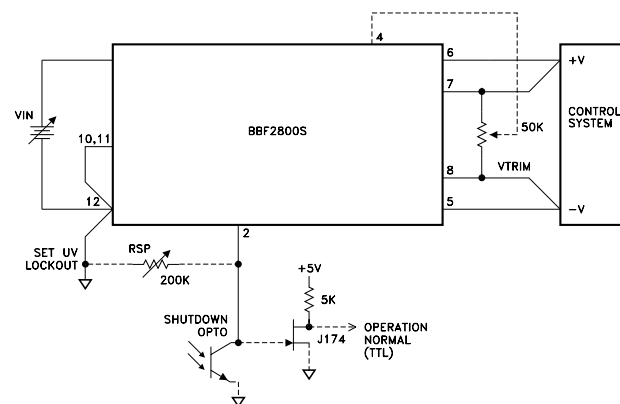 4
6
+V
7
VIN
BBF2800S
50K
CONTROL
SYSTEM
10,11
8
VTRIM
12
5
-V
2
SET UV
LOCKOUT
RSP
200K
+5V
5K
SHUTDOWN
OPTO
J174
OPERATION
NORMAL
(TTL)